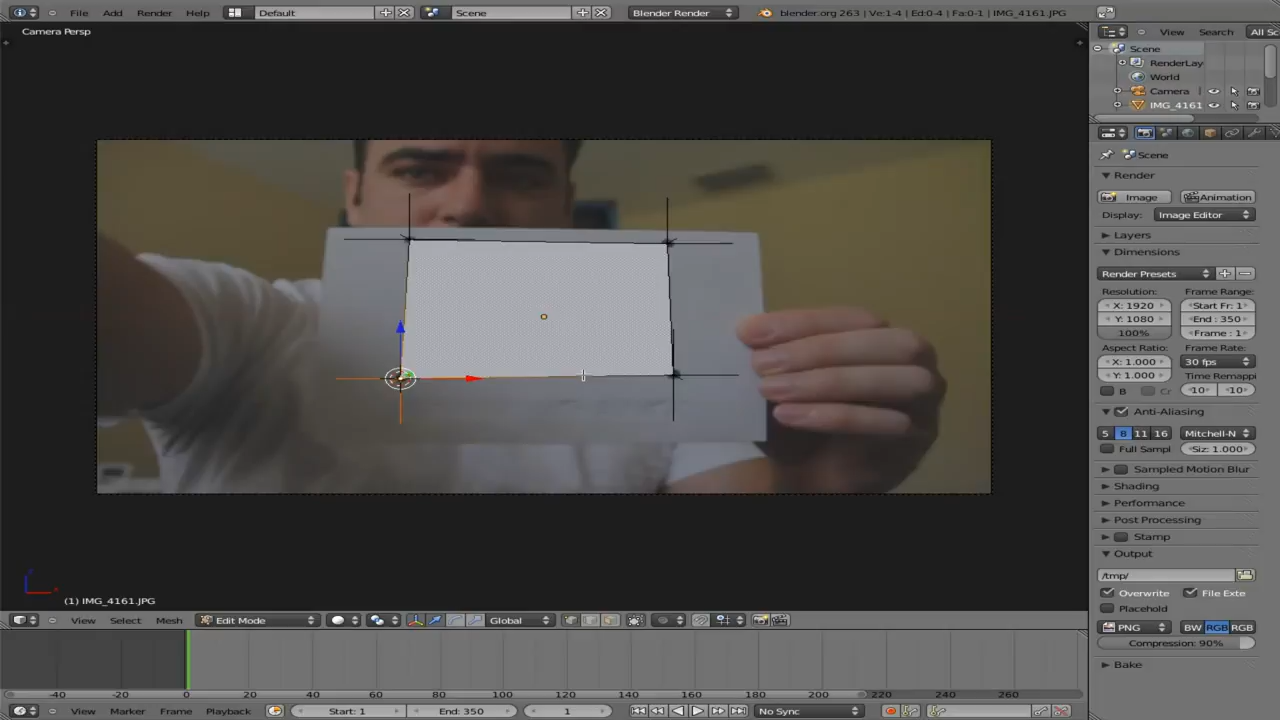 File Add Render Help Default Scene Blender Render blender.org 263 | Ve:1-4 | Ed:0-4 | Fa:0-1 | IMG_4161.JPG
Camera Persp
View Search All Sc
Scene
RenderLay
World
Camera
IMG_4161
Scene
Render
Image Animation
Display: Image Editor
Layers
Dimensions
Render Presets
Resolution: Frame Range:
X: 1920 Start Fr: 1
Y: 1080 End : 350
100% Frame : 1
Aspect Ratio: Frame Rate:
X: 1.000 30 fps
Y: 1.000 Time Remappi
B Cr 10 10
Anti-Aliasing
5 8 11 16 Mitchell-N
Full Sampl Siz: 1.000
Sampled Motion Blur
Shading
Performance
Post Processing
Stamp
Output
/tmp/
Overwrite File Exte
Placehold
PNG BW RGB RGB
Compression: 90%
Bake
(1) IMG_4161.JPG
View Select Mesh Edit Mode Global
-40 -20 0 20 40 60 80 100 120 140 160 180 200 220 240 260
View Marker Frame Playback Start: 1 End: 350 1 No Sync